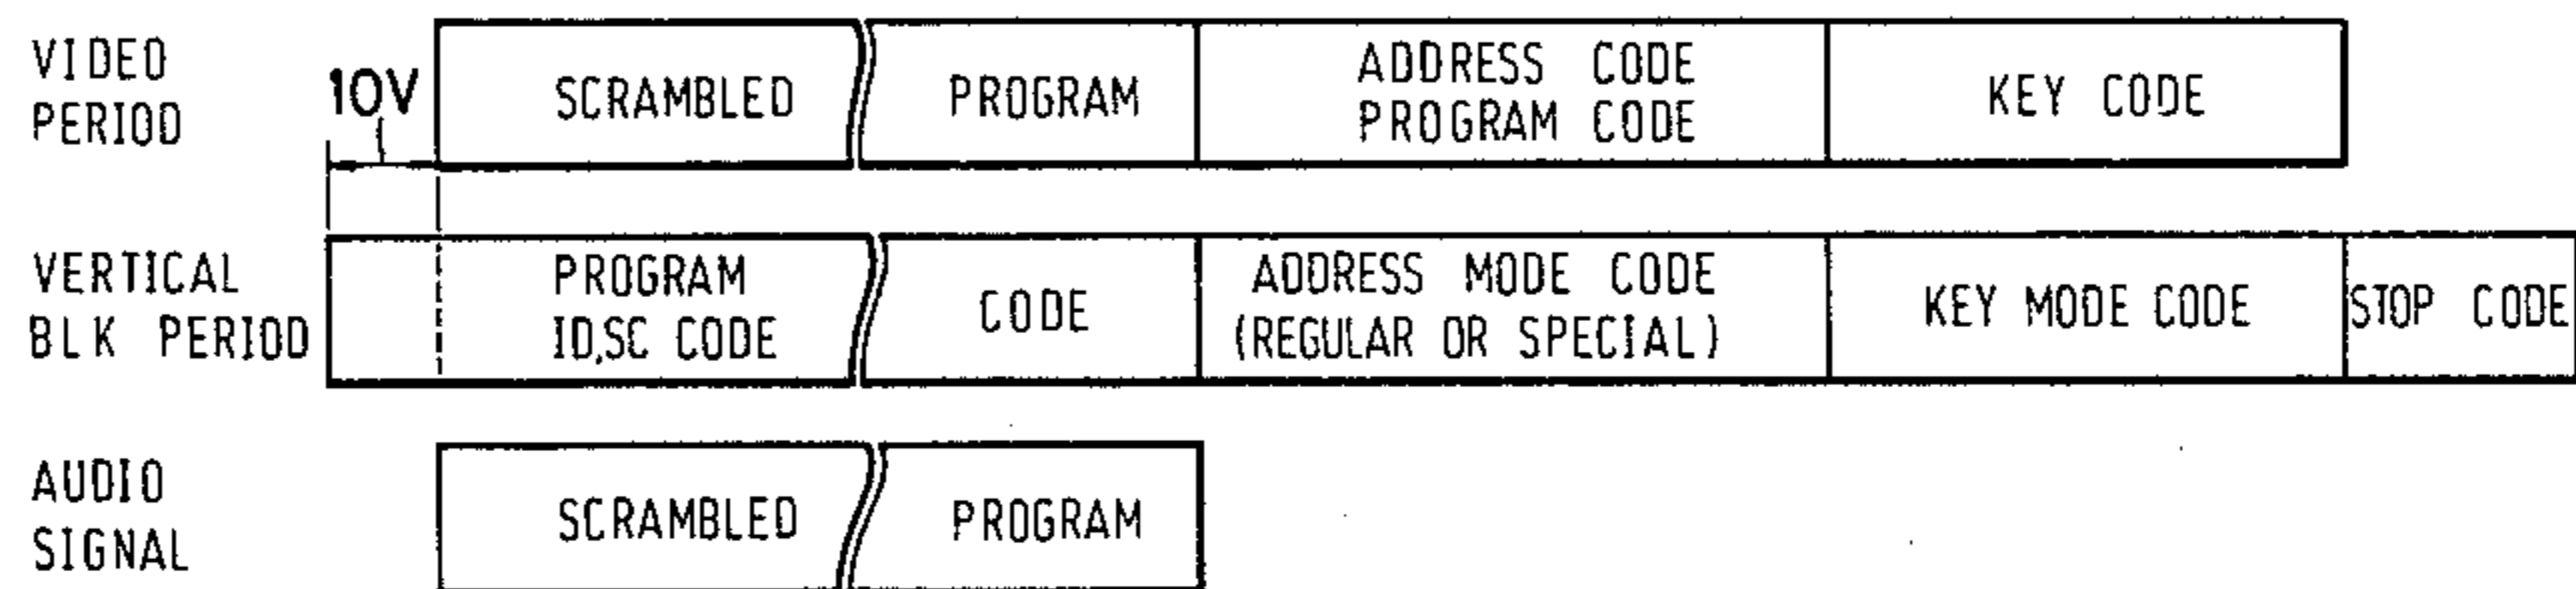 VIDEO
PERIOD
10V
SCRAMBLED
PROGRAM
ADDRESS CODE
PROGRAM CODE
KEY CODE
VERTICAL
BLK PERIOD
PROGRAM
ID,SC CODE
CODE
ADDRESS MODE CODE
(REGULAR OR SPECIAL)
KEY MODE CODE
STOP CODE
AUDIO
SIGNAL
SCRAMBLED
PROGRAM